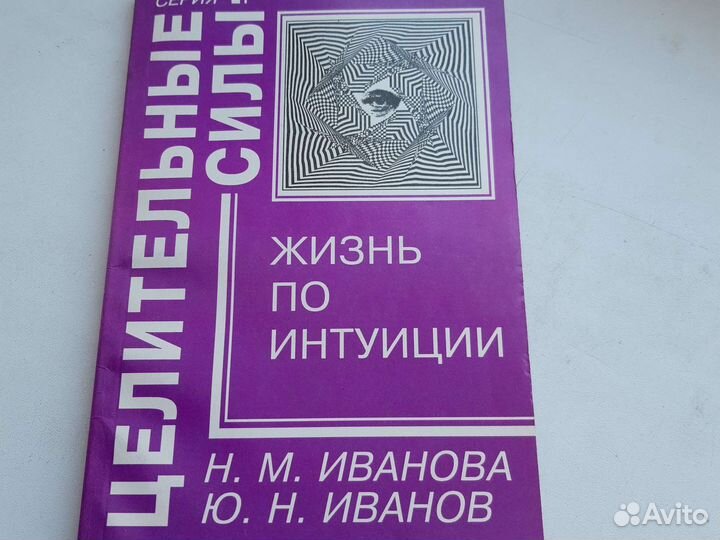 СЕРИЯ
ЦЕЛИТЕЛЬНЫЕ
СИЛЫ
ЖИЗНЬ
ПО
ИНТУИЦИИ
Н. М. ИВАНОВА
Ю. Н. ИВАНОВ
Avito